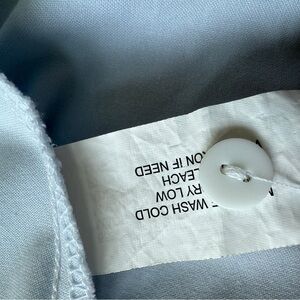 WASH COLD
RY LOW
LEACH
ON IF NEED